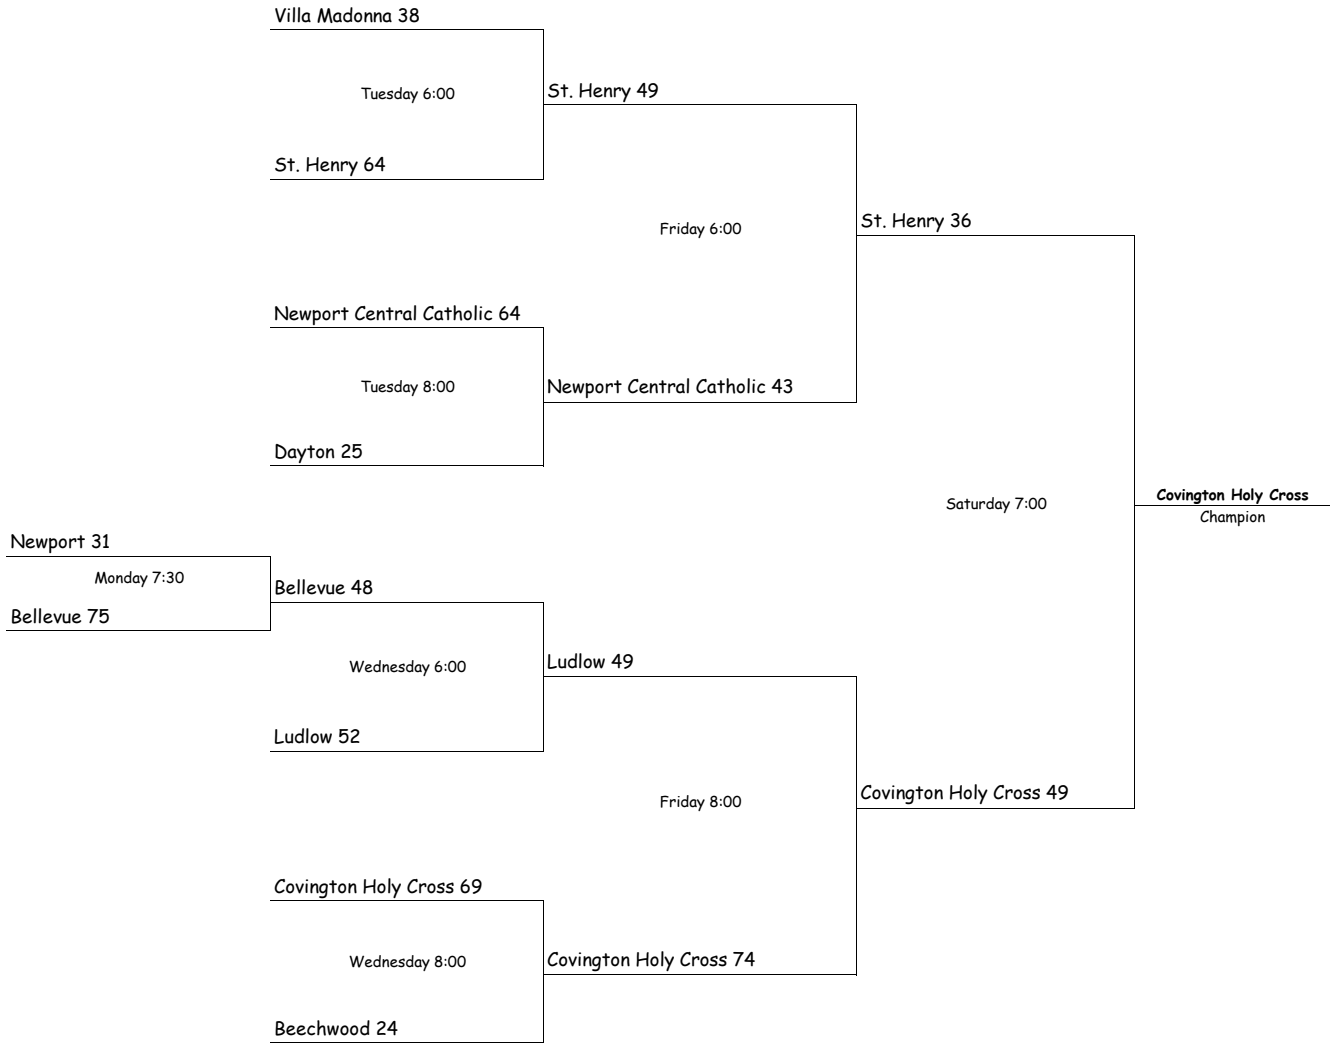 Villa Madonna 38
Tuesday 6:00
St. Henry 49
St. Henry 64
Friday 6:00
St. Henry 36
Newport Central Catholic 64
Tuesday 8:00
Newport Central Catholic 43
Dayton 25
Saturday 7:00
Covington Holy Cross
Champion
Newport 31
Monday 7:30
Bellevue 48
Bellevue 75
Wednesday 6:00
Ludlow 49
Ludlow 52
Friday 8:00
Covington Holy Cross 49
Covington Holy Cross 69
Wednesday 8:00
Covington Holy Cross 74
Beechwood 24